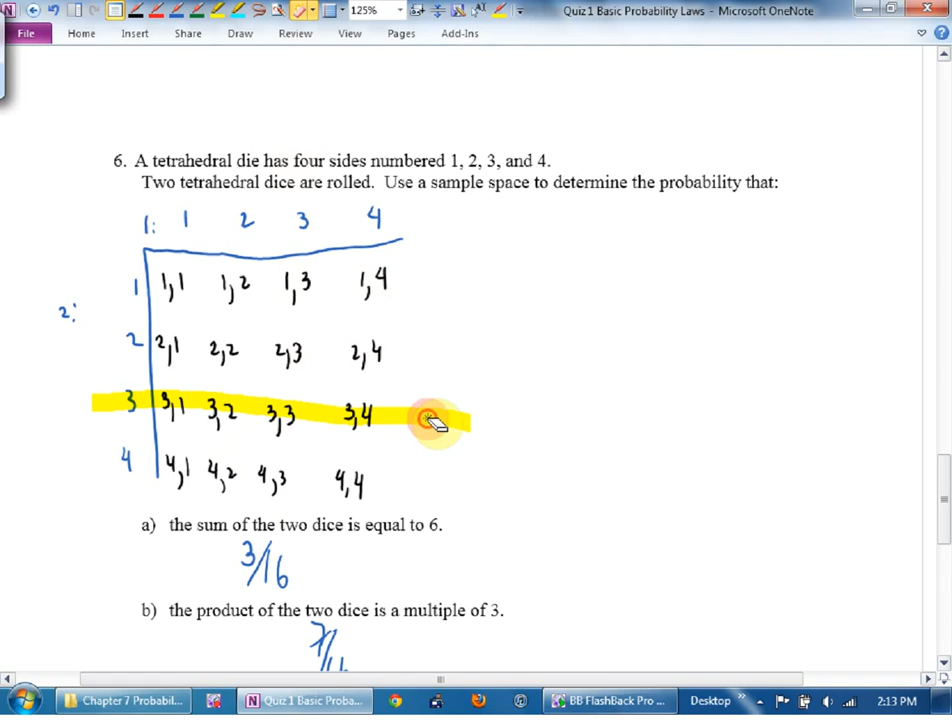 Quiz 1 Basic Probability Laws - Microsoft OneNote
125%
File Home Insert Share Draw Review View Pages Add-Ins
6. A tetrahedral die has four sides numbered 1, 2, 3, and 4.
Two tetrahedral dice are rolled. Use a sample space to determine the probability that:
1: 1 2 3 4
1 1,1 1,2 1,3 1,4
2:
2 2,1 2,2 2,3 2,4
3 3,1 3,2 3,3 3,4
4 4,1 4,2 4,3 4,4
a) the sum of the two dice is equal to 6.
3/16
b) the product of the two dice is a multiple of 3.
7/16
Chapter 7 Probabil... Quiz 1 Basic Proba... BB FlashBack Pro ... Desktop 2:13 PM